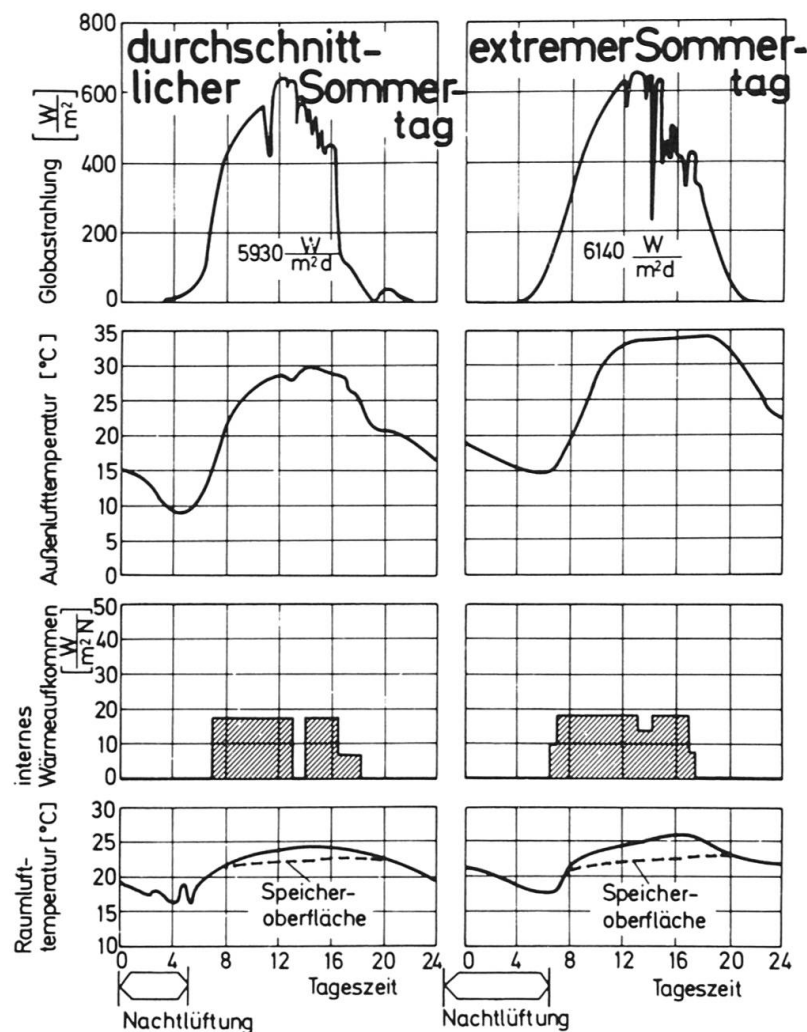 durchschnitt-
licher Sommer-
tag
extremer Sommer-
tag
Globastrahlung [W/m²]
800
600
400
200
0
5930 W/m²d
6140 W/m²d
Außenlufttemperatur [°C]
35
30
25
20
15
10
5
0
internes
Wärmeaufkommen
[W/m²N]
50
40
30
20
10
0
Raumluft-
temperatur [°C]
30
25
20
15
10
Speicher-
oberfläche
Speicher-
oberfläche
0 4 8 12 16 20 24
0 4 8 12 16 20 24
Tageszeit
Tageszeit
Nachtlüftung
Nachtlüftung